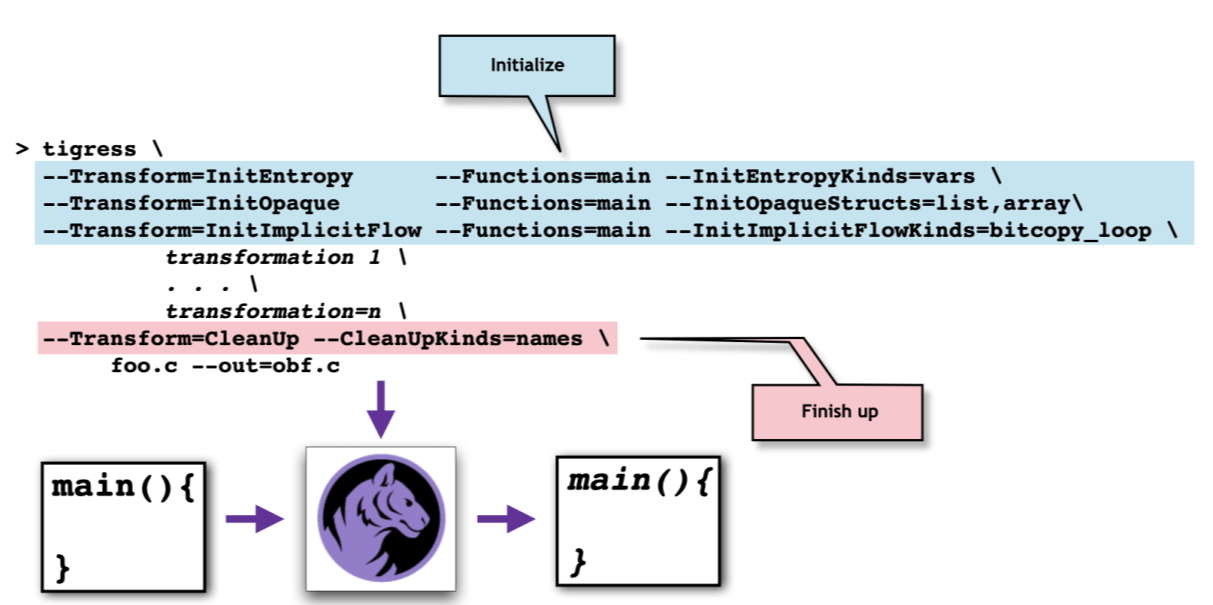 Initialize
> tigress \
--Transform=InitEntropy --Functions=main --InitEntropyKinds=vars \
--Transform=InitOpaque --Functions=main --InitOpaqueStructs=list,array\
--Transform=InitImplicitFlow --Functions=main --InitImplicitFlowKinds=bitcopy_loop \
transformation 1 \
. . . \
transformation=n \
--Transform=CleanUp --CleanUpKinds=names \
foo.c --out=obf.c
Finish up
main(){
}
main(){
}